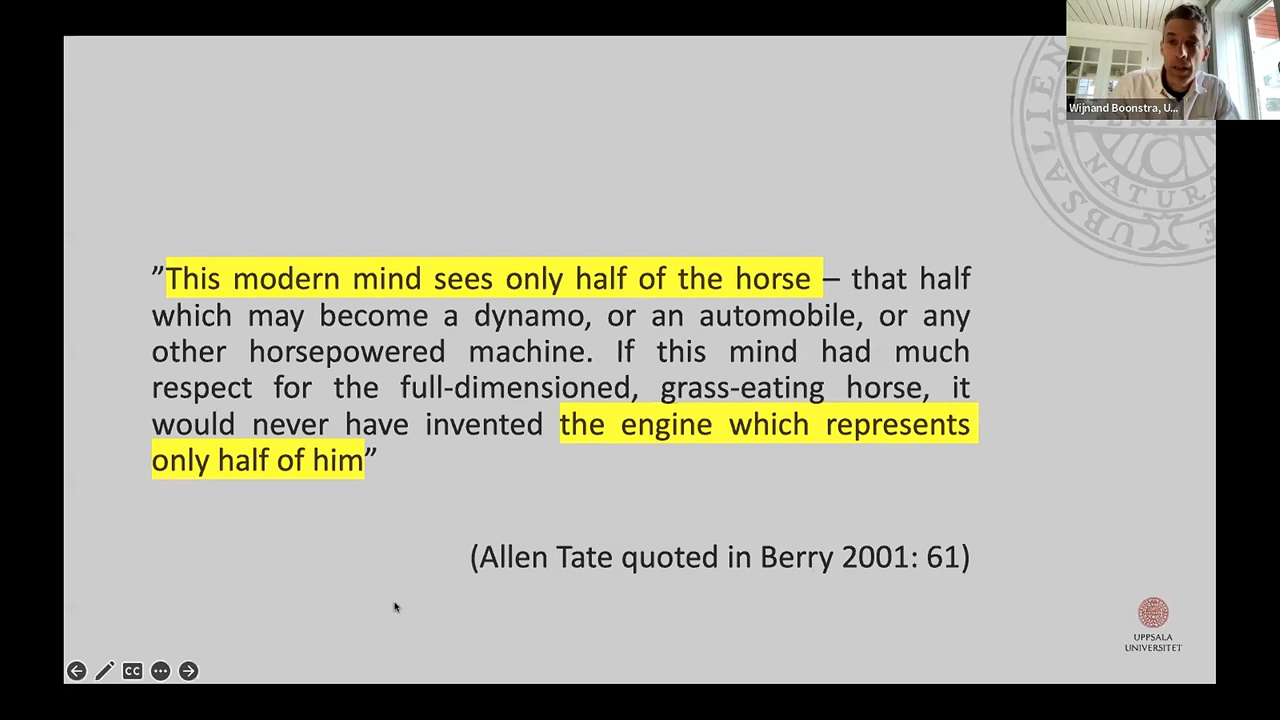 Wijnand Boonstra, U...
”This modern mind sees only half of the horse – that half
which may become a dynamo, or an automobile, or any
other horsepowered machine. If this mind had much
respect for the full-dimensioned, grass-eating horse, it
would never have invented the engine which represents
only half of him”
(Allen Tate quoted in Berry 2001: 61)
UPPSALA
UNIVERSITET
CC